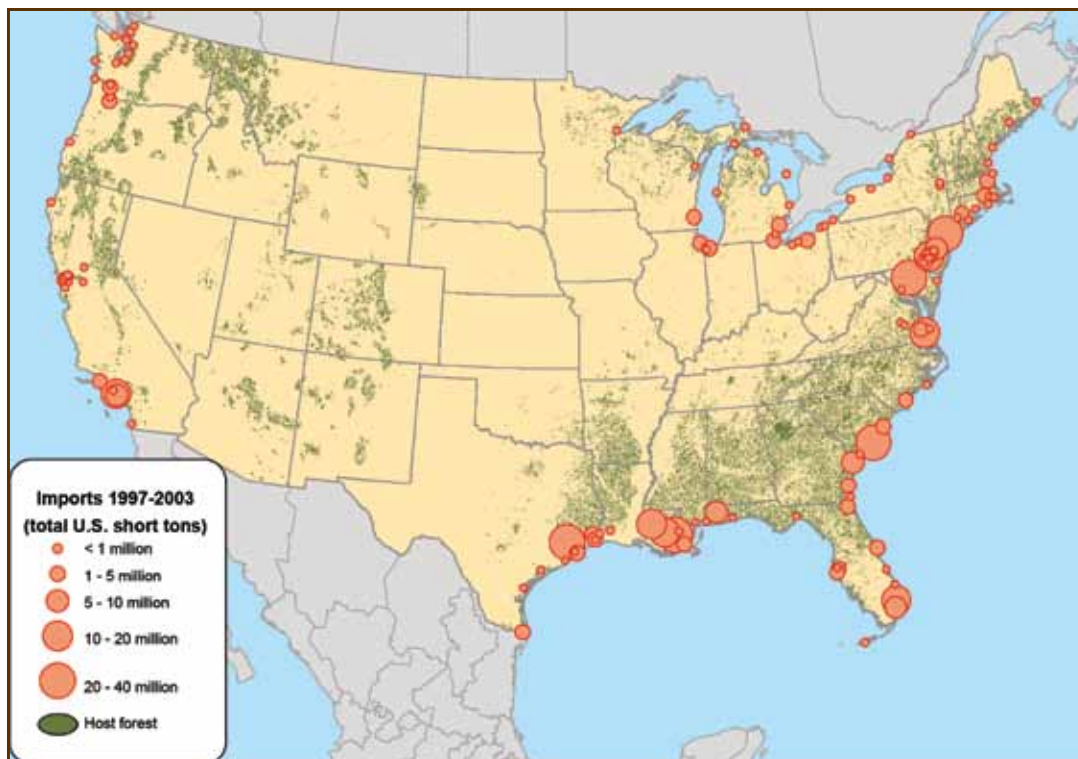 Imports 1997-2003
(total U.S. short tons)
< 1 million
1 - 5 million
5 - 10 million
10 - 20 million
20 - 40 million
Host forest